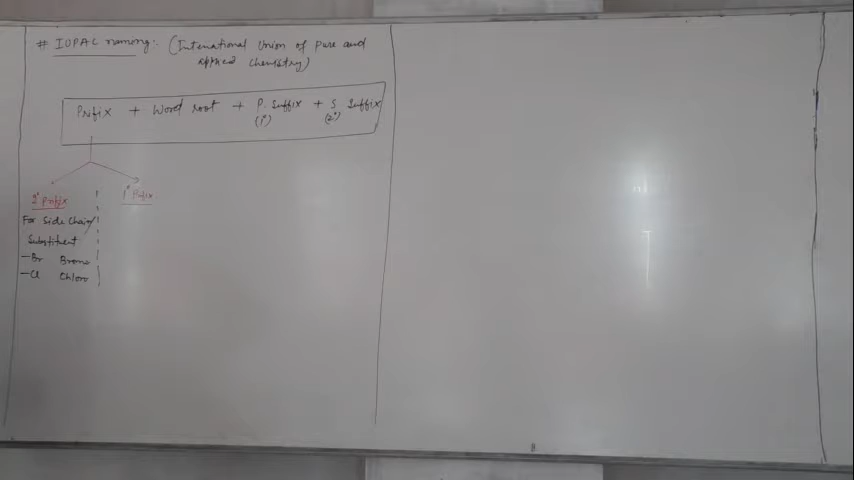 # IUPAC naming:- (International Union of Pure and
applied chemistry)
Prefix + Word root + P. Suffix + S Suffix
(1°) (2°)
2° Prefix 1° Prefix
For Side Chain/
Substituent
-Br Bromo
-Cl Chloro